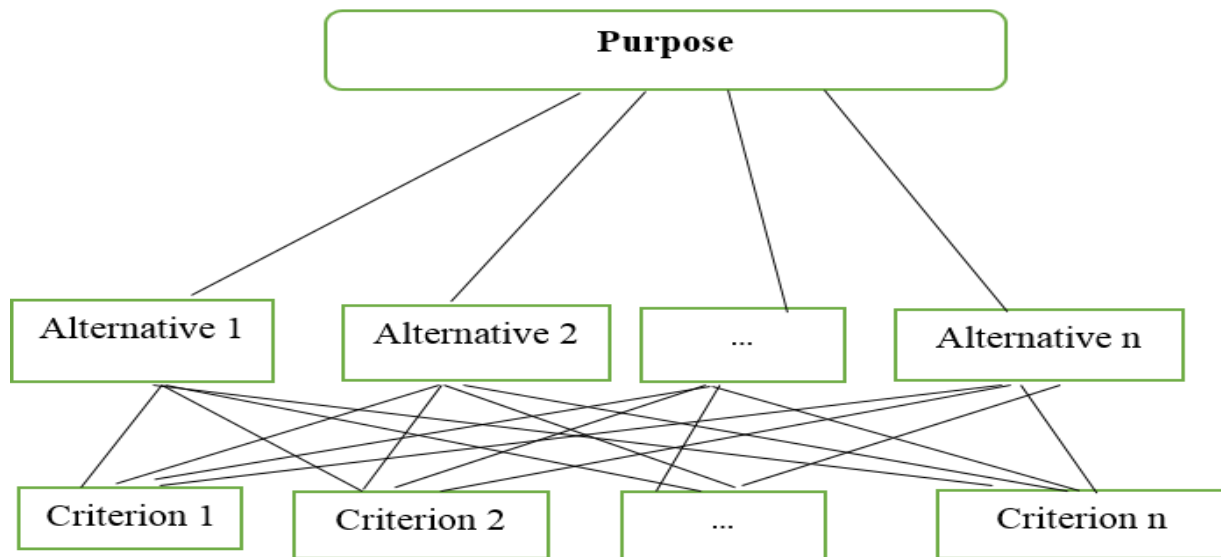 Purpose
Alternative 1
Alternative 2
...
Alternative n
Criterion 1
Criterion 2
...
Criterion n